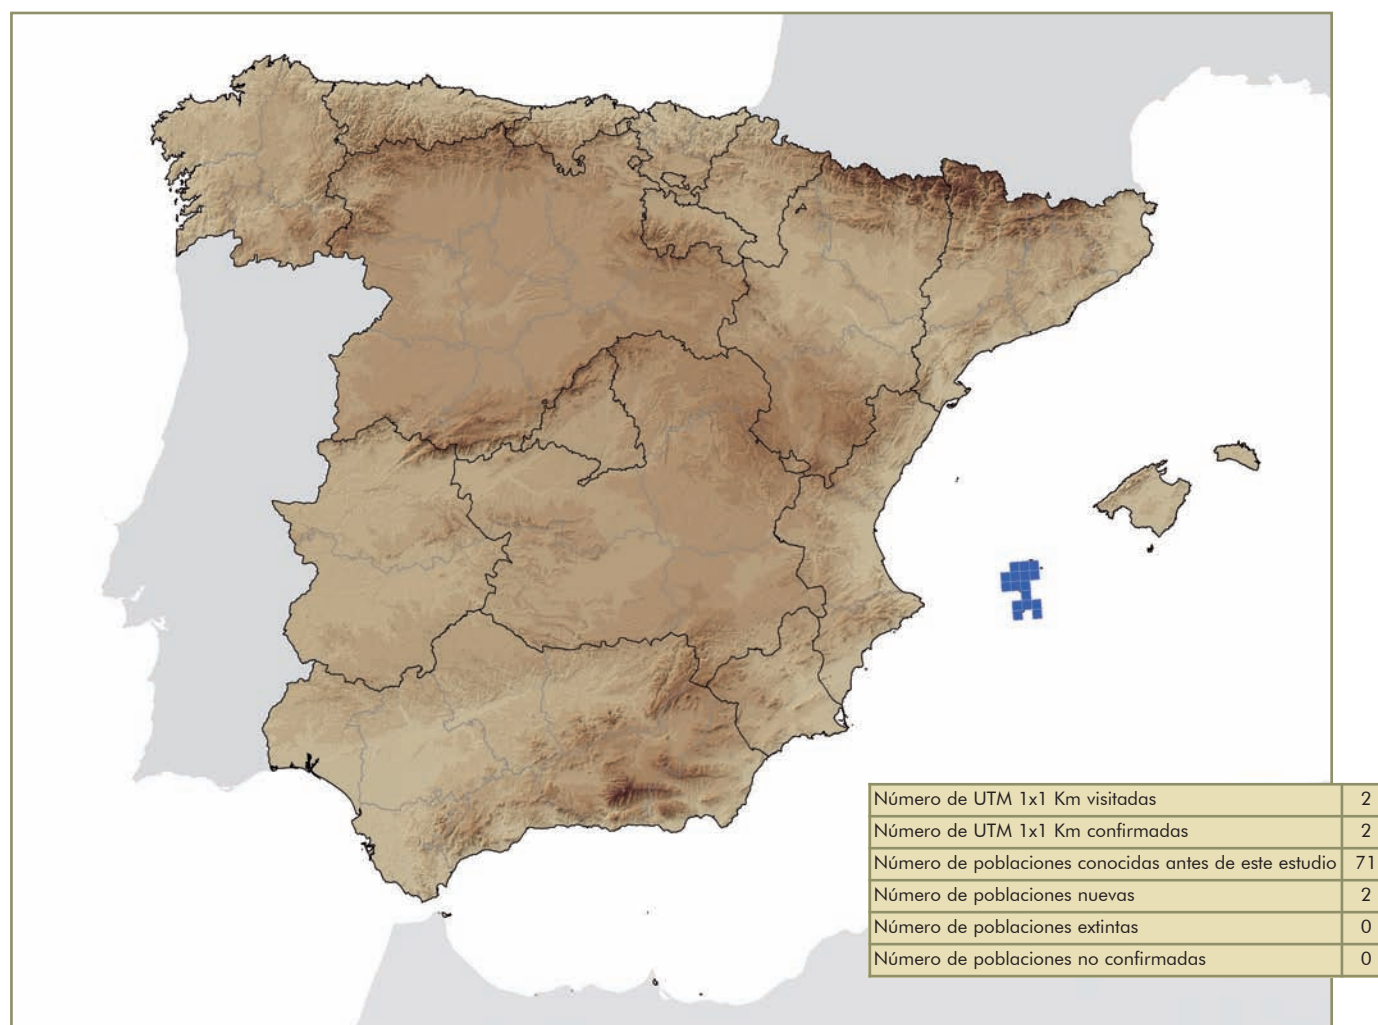 Número de UTM 1x1 Km visitadas 2
Número de UTM 1x1 Km confirmadas 2
Número de poblaciones conocidas antes de este estudio 71
Número de poblaciones nuevas 2
Número de poblaciones extintas 0
Número de poblaciones no confirmadas 0